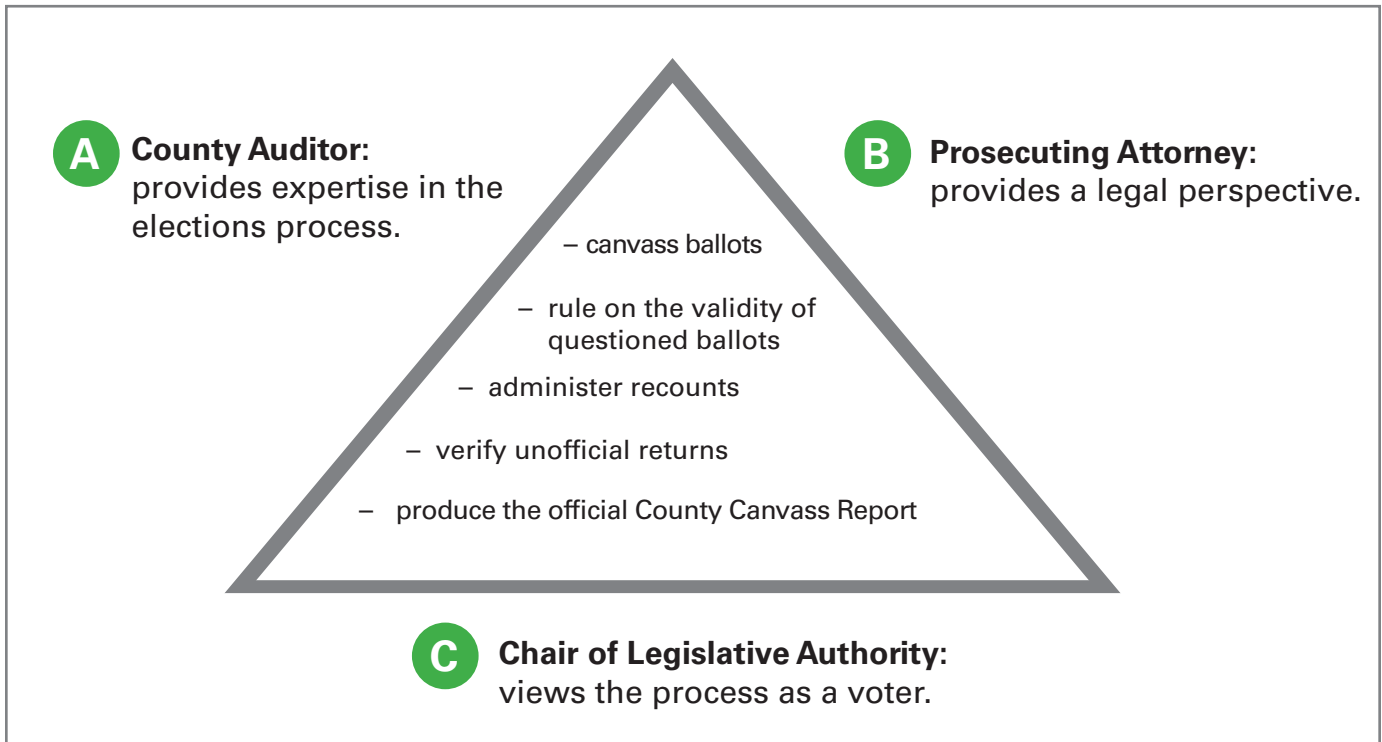 A
County Auditor:
provides expertise in the
elections process.
B
Prosecuting Attorney:
provides a legal perspective.
– canvass ballots
– rule on the validity of
questioned ballots
– administer recounts
– verify unofficial returns
– produce the official County Canvass Report
C
Chair of Legislative Authority:
views the process as a voter.